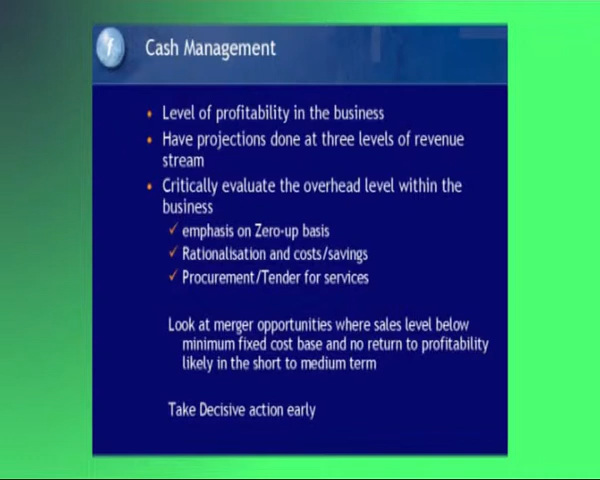 Cash Management
• Level of profitability in the business
• Have projections done at three levels of revenue
stream
• Critically evaluate the overhead level within the
business
✓ emphasis on Zero-up basis
✓ Rationalisation and costs/savings
✓ Procurement/Tender for services
Look at merger opportunities where sales level below
minimum fixed cost base and no return to profitability
likely in the short to medium term
Take Decisive action early